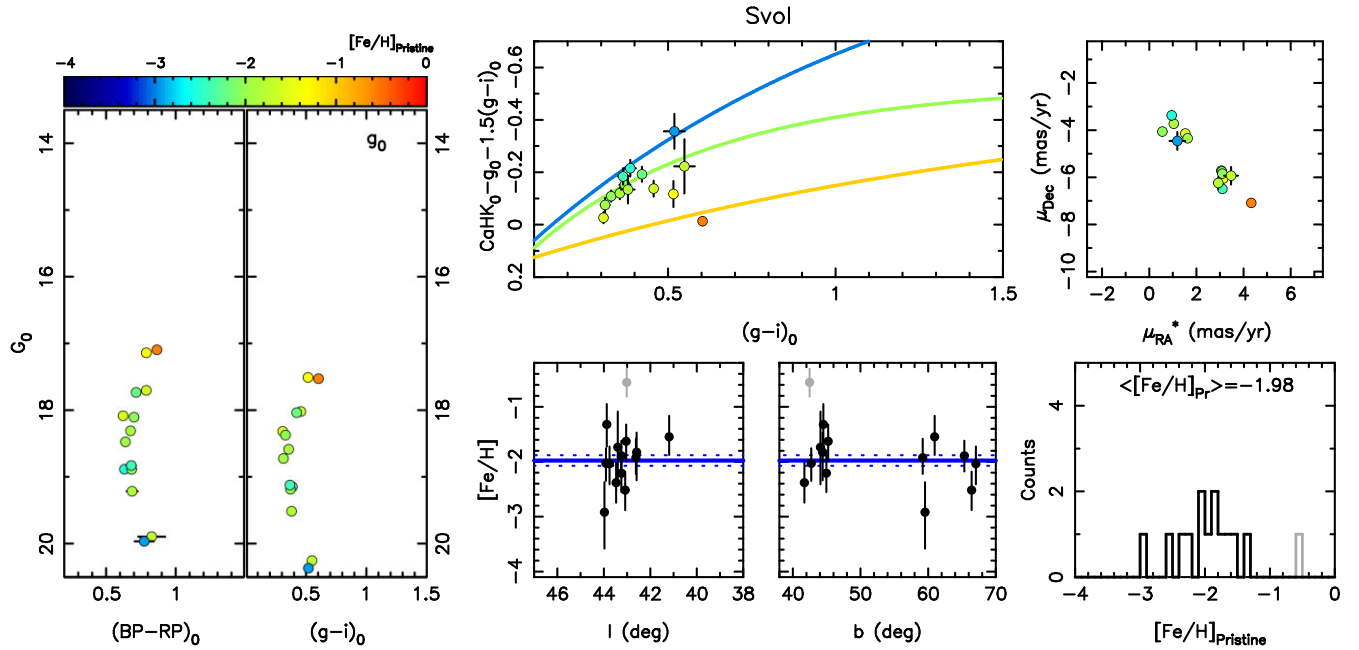 Svol
[Fe/H]Pristine
−4 −3 −2 −1 0
g0
14 16 18 20
G0
14 16 18 20
0.5 1
(BP−RP)0
0.5 1 1.5
(g−i)0
−0.6 −0.4 −0.2 0 0.2
CaHK0−g0−1.5(g−i)0
0.5 1 1.5
(g−i)0
−2 −4 −6 −8 −10
μDec (mas/yr)
−2 0 2 4 6
μRA* (mas/yr)
−1 −2 −3 −4
[Fe/H]
46 44 42 40 38
l (deg)
40 50 60 70
b (deg)
<[Fe/H]Pr>=−1.98
0 2 4
Counts
−4 −3 −2 −1 0
[Fe/H]Pristine